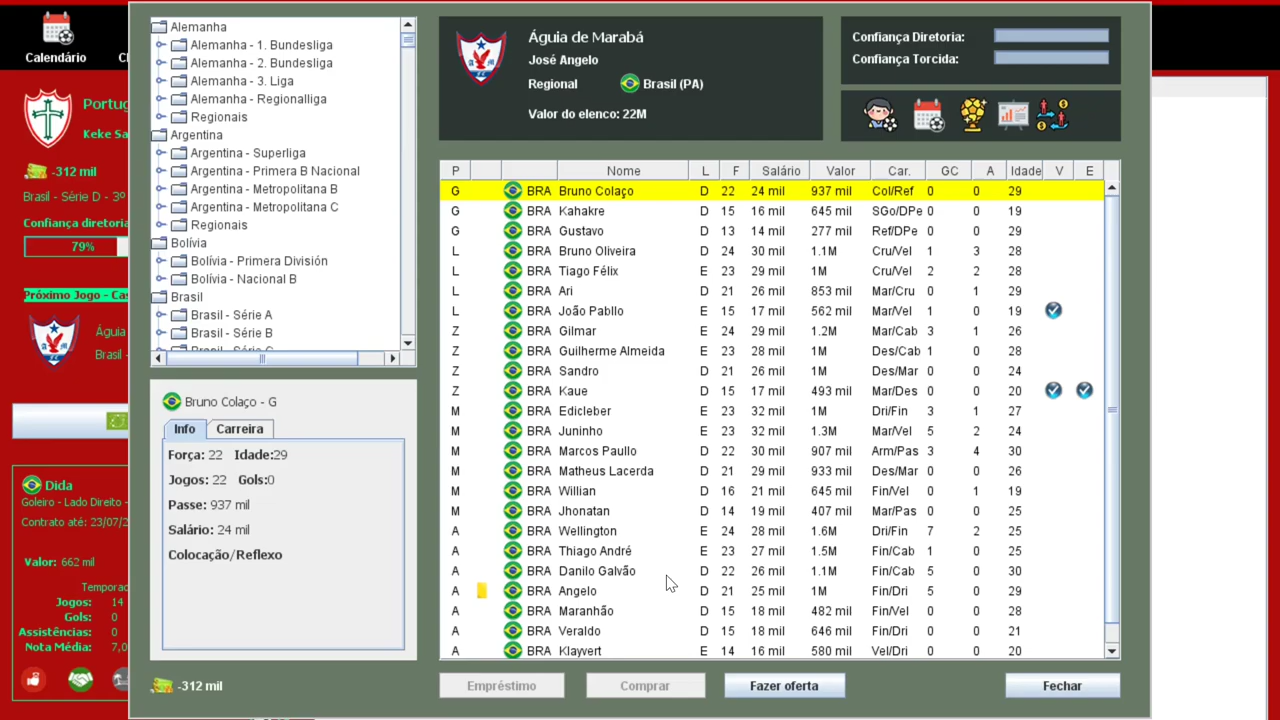 Calendário
Portug
Keke Sa
-312 mil
Brasil - Série D - 3º
Confiança diretoria
79%
Próximo Jogo - Cas
Águia
Brasil -
Dida
Goleiro - Lado Direito -
Contrato até: 23/07/2
Valor: 662 mil
Temporad
Jogos: 14
Gols: 0
Assistências: 0
Nota Média: 7,0
Alemanha
Alemanha - 1. Bundesliga
Alemanha - 2. Bundesliga
Alemanha - 3. Liga
Alemanha - Regionalliga
Regionais
Argentina
Argentina - Superliga
Argentina - Primera B Nacional
Argentina - Metropolitana B
Argentina - Metropolitana C
Regionais
Bolívia
Bolívia - Primera División
Bolívia - Nacional B
Brasil
Brasil - Série A
Brasil - Série B
Brasil - Série C
Bruno Colaço - G
Info Carreira
Força: 22 Idade:29
Jogos: 22 Gols:0
Passe: 937 mil
Salário: 24 mil
Colocação/Reflexo
-312 mil
Águia de Marabá
José Angelo
Regional Brasil (PA)
Valor do elenco: 22M
Confiança Diretoria:
Confiança Torcida:
P Nome L F Salário Valor Car. GC A Idade V E
G BRA Bruno Colaço D 22 24 mil 937 mil Col/Ref 0 0 29
G BRA Kahakre D 15 16 mil 645 mil SGo/DPe 0 0 19
G BRA Gustavo D 13 14 mil 277 mil Ref/DPe 0 0 29
L BRA Bruno Oliveira D 24 30 mil 1.1M Cru/Vel 1 3 28
L BRA Tiago Félix E 23 29 mil 1M Cru/Vel 2 2 28
L BRA Ari D 21 26 mil 853 mil Mar/Cru 0 1 29
L BRA João Pabllo E 15 17 mil 562 mil Mar/Vel 0 1 19
Z BRA Gilmar E 24 29 mil 1.2M Mar/Cab 3 1 26
Z BRA Guilherme Almeida E 23 28 mil 1M Des/Cab 1 0 28
Z BRA Sandro D 21 26 mil 1M Des/Mar 0 0 24
Z BRA Kaue D 15 17 mil 493 mil Mar/Des 0 0 20
M BRA Edicleber E 23 32 mil 1M Dri/Fin 3 1 27
M BRA Juninho E 23 32 mil 1.3M Mar/Vel 5 2 24
M BRA Marcos Paullo D 22 30 mil 907 mil Arm/Pas 3 4 30
M BRA Matheus Lacerda D 21 29 mil 933 mil Des/Mar 0 0 26
M BRA Willian D 16 21 mil 645 mil Fin/Vel 0 1 19
M BRA Jhonatan D 14 19 mil 407 mil Mar/Pas 0 0 25
A BRA Wellington E 24 28 mil 1.6M Dri/Fin 7 2 25
A BRA Thiago André E 23 27 mil 1.5M Fin/Cab 1 0 25
A BRA Danilo Galvão D 22 26 mil 1.1M Fin/Cab 5 0 30
A BRA Angelo D 21 25 mil 1M Fin/Dri 5 0 29
A BRA Maranhão D 15 18 mil 482 mil Fin/Vel 0 0 28
A BRA Veraldo D 15 18 mil 646 mil Fin/Dri 0 0 21
A BRA Klayvert E 14 16 mil 580 mil Vel/Dri 0 0 20
Empréstimo Comprar Fazer oferta Fechar